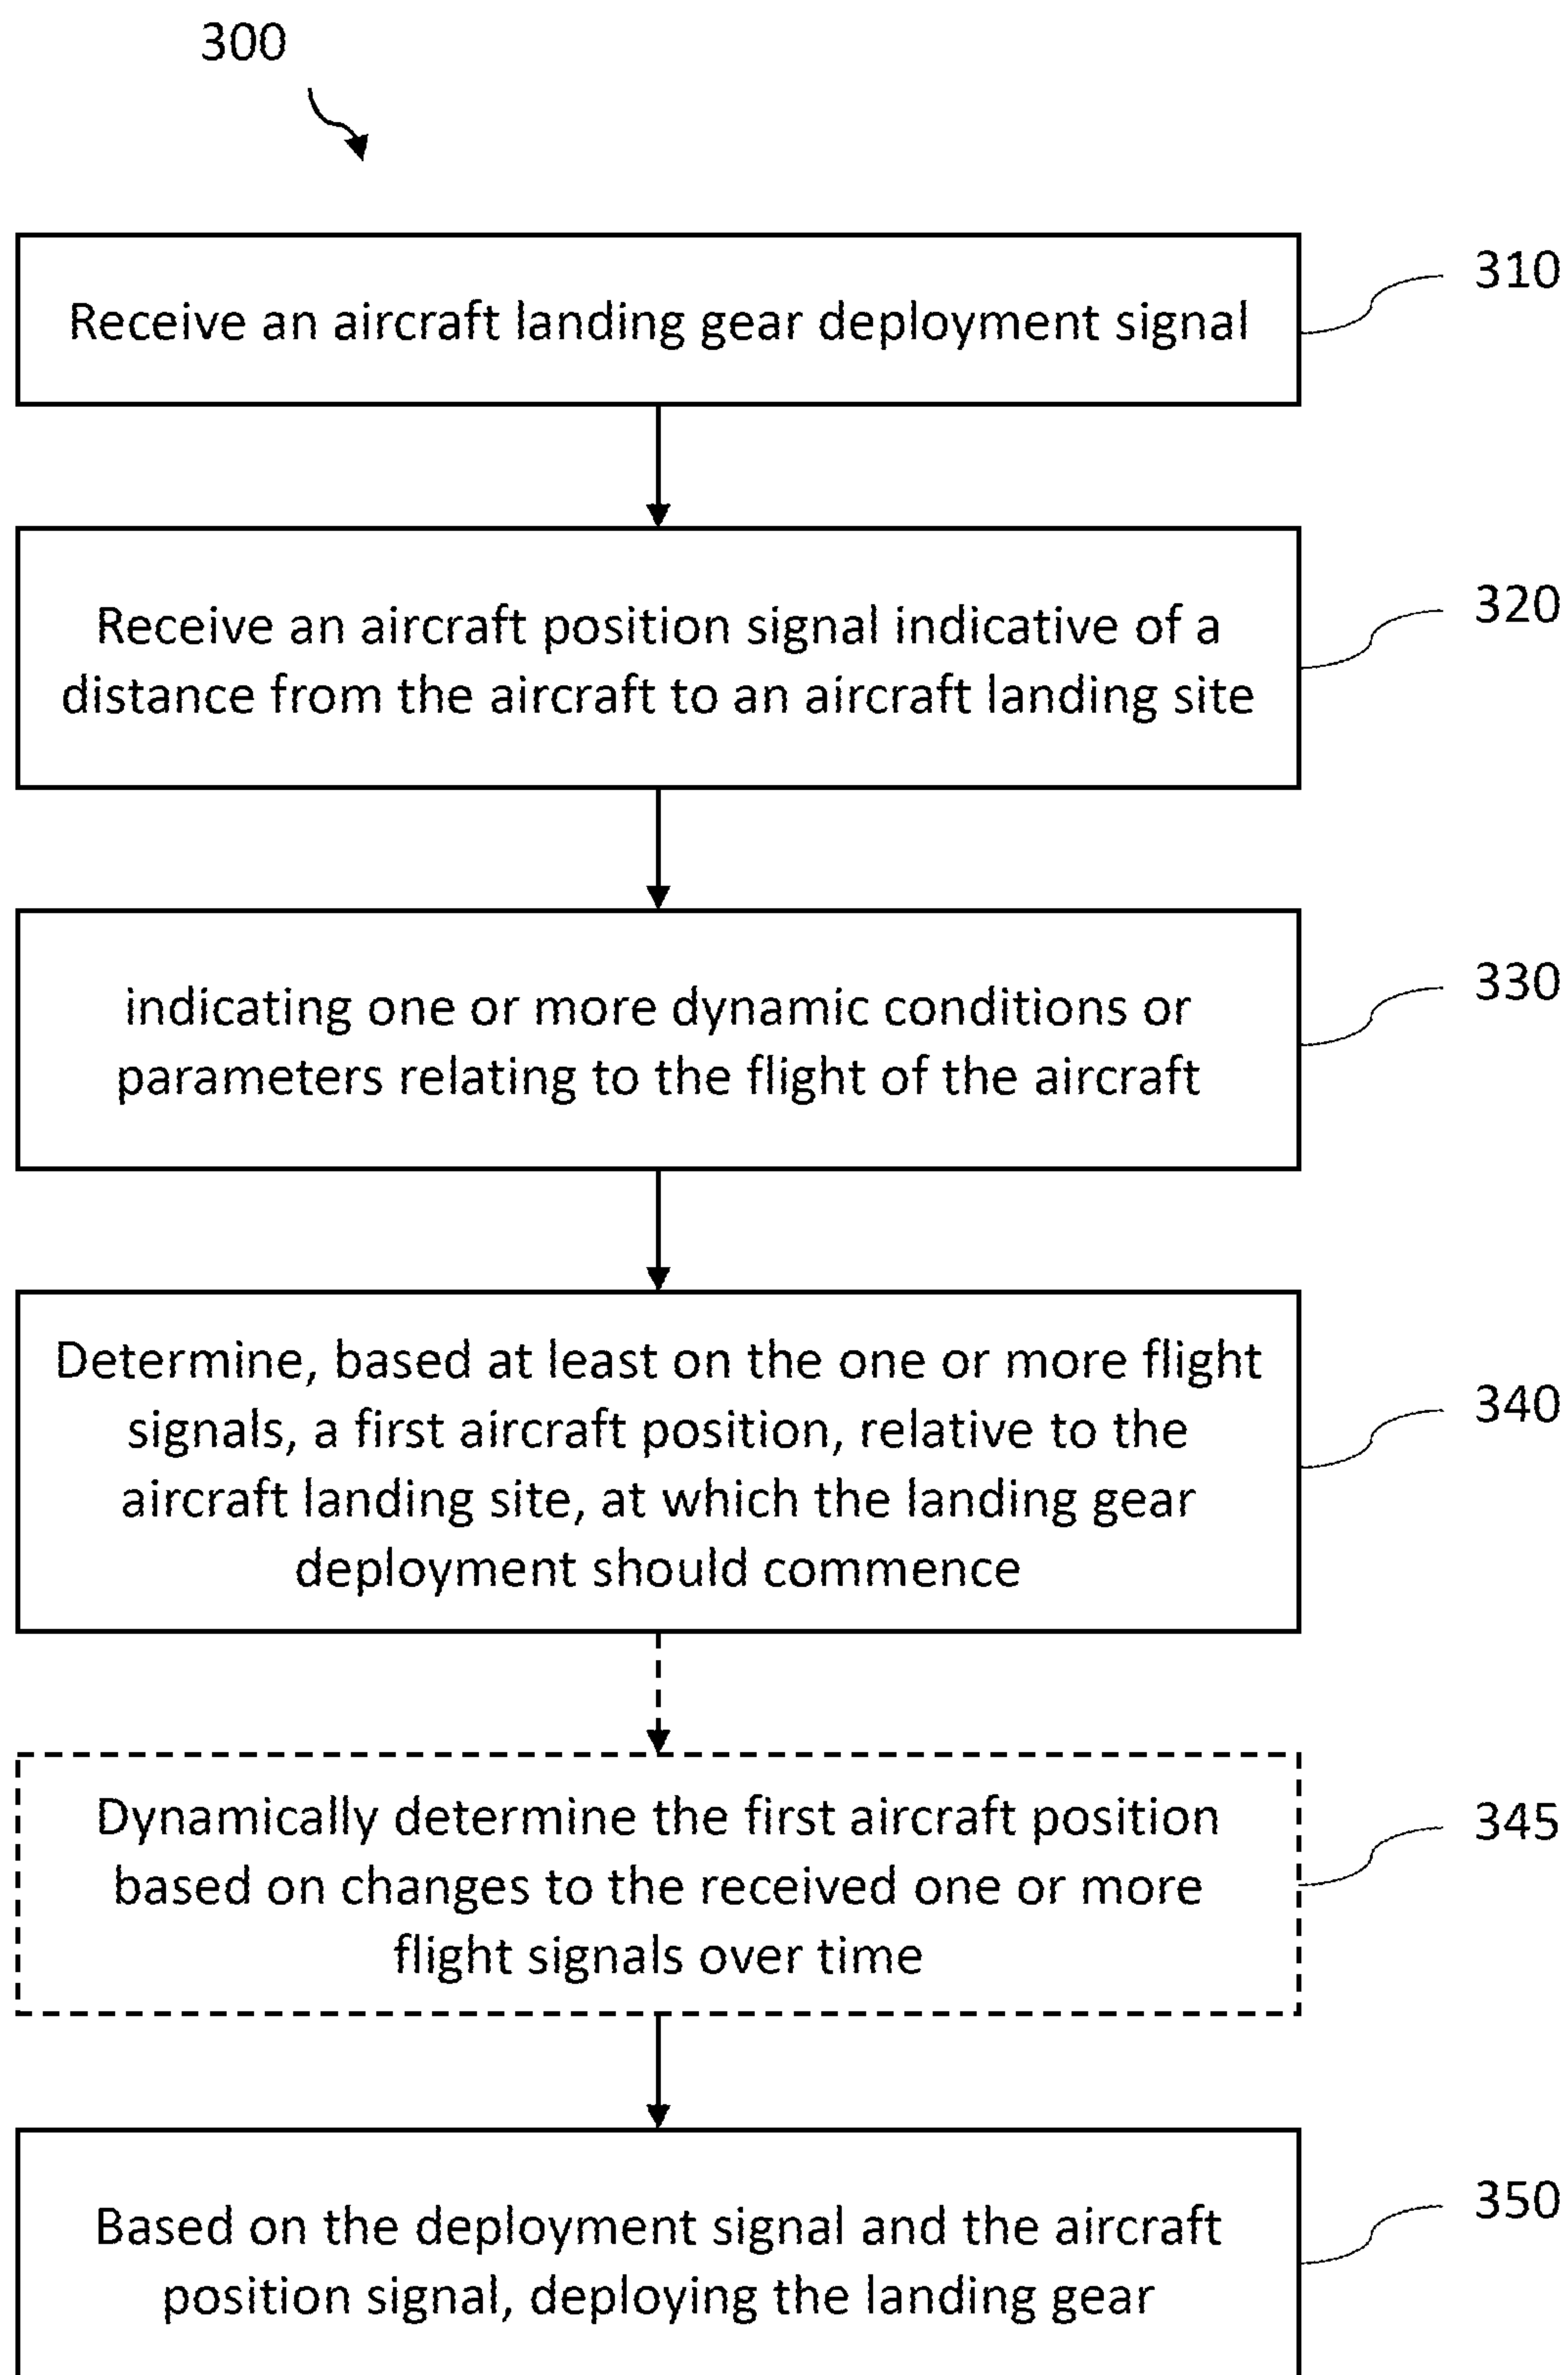 300
Receive an aircraft landing gear deployment signal
310
Receive an aircraft position signal indicative of a
distance from the aircraft to an aircraft landing site
320
indicating one or more dynamic conditions or
parameters relating to the flight of the aircraft
330
Determine, based at least on the one or more flight
signals, a first aircraft position, relative to the
aircraft landing site, at which the landing gear
deployment should commence
340
Dynamically determine the first aircraft position
based on changes to the received one or more
flight signals over time
345
Based on the deployment signal and the aircraft
position signal, deploying the landing gear
350